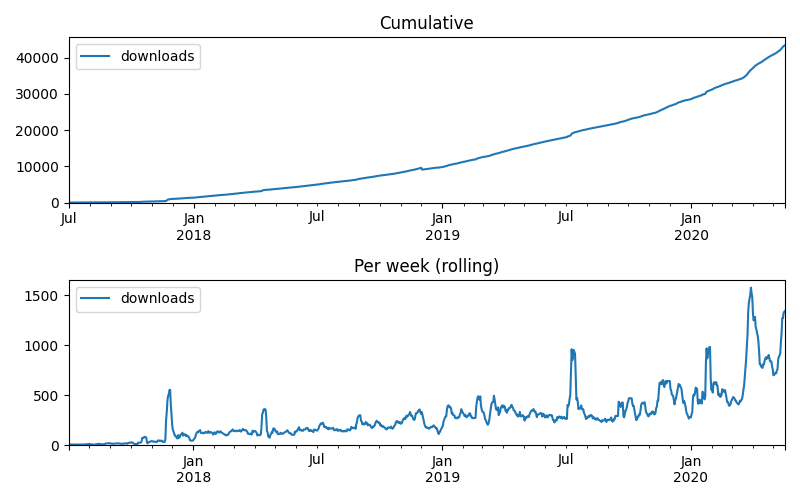 Cumulative
downloads
40000
30000
20000
10000
0
Jul Jan Jul Jan Jul Jan
2018 2019 2020
Per week (rolling)
downloads
1500
1000
500
0
Jan Jul Jan Jul Jan
2018 2019 2020